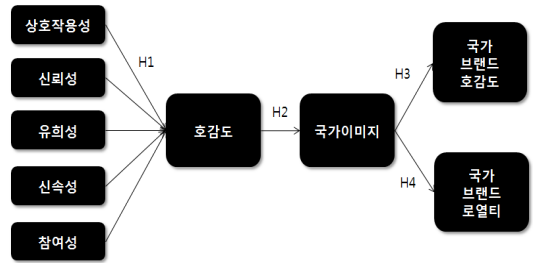 상호작용성
신뢰성
유희성
신속성
참여성
H1
호감도
H2
국가이미지
H3
H4
국가
브랜드
호감도
국가
브랜드
로열티